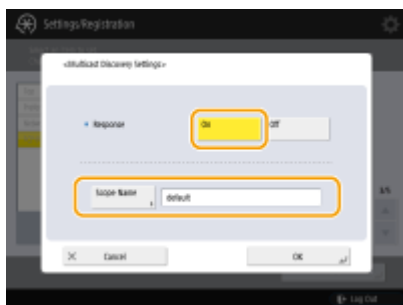 Settings/Registration
<Multicast Discovery Settings>
Response
On
Off
Scope Name
default
Cancel
OK
Log Out